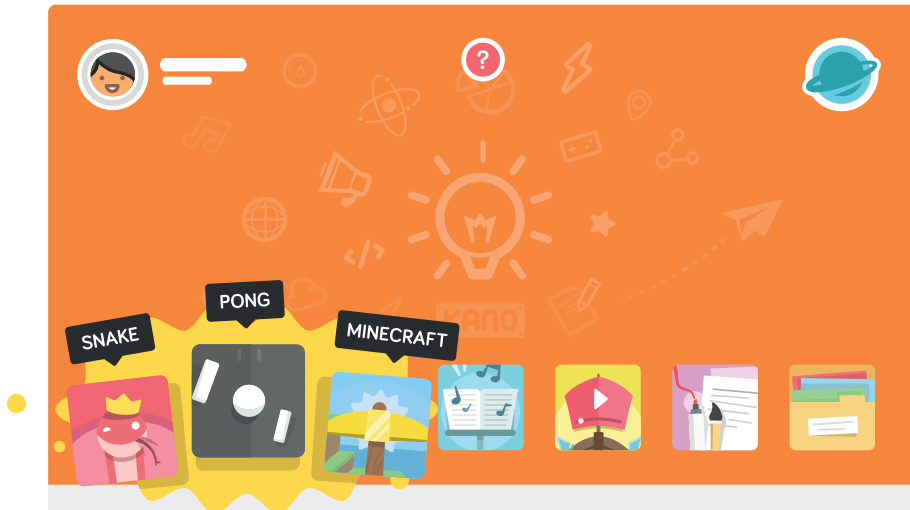 ?
PONG
SNAKE
MINECRAFT
KANO